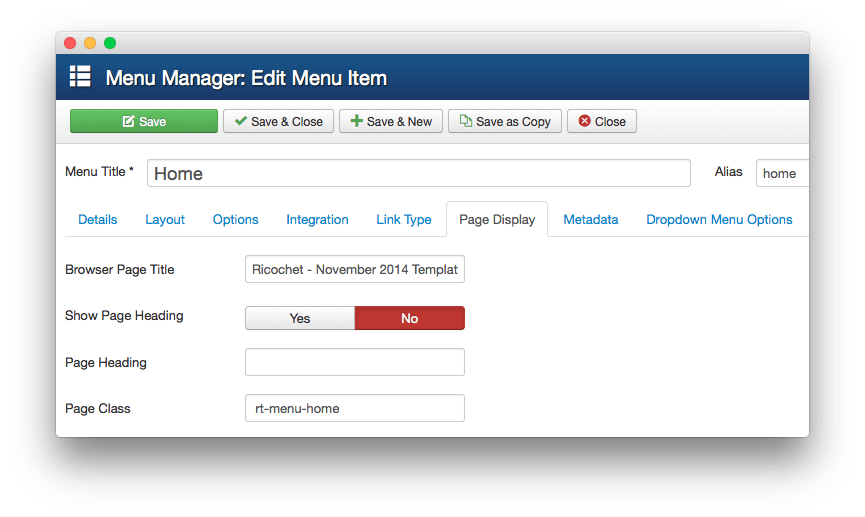 Menu Manager: Edit Menu Item
Save Save & Close Save & New Save as Copy Close
Menu Title * Home Alias home
Details Layout Options Integration Link Type Page Display Metadata Dropdown Menu Options
Browser Page Title Ricochet - November 2014 Templat
Show Page Heading Yes No
Page Heading
Page Class rt-menu-home